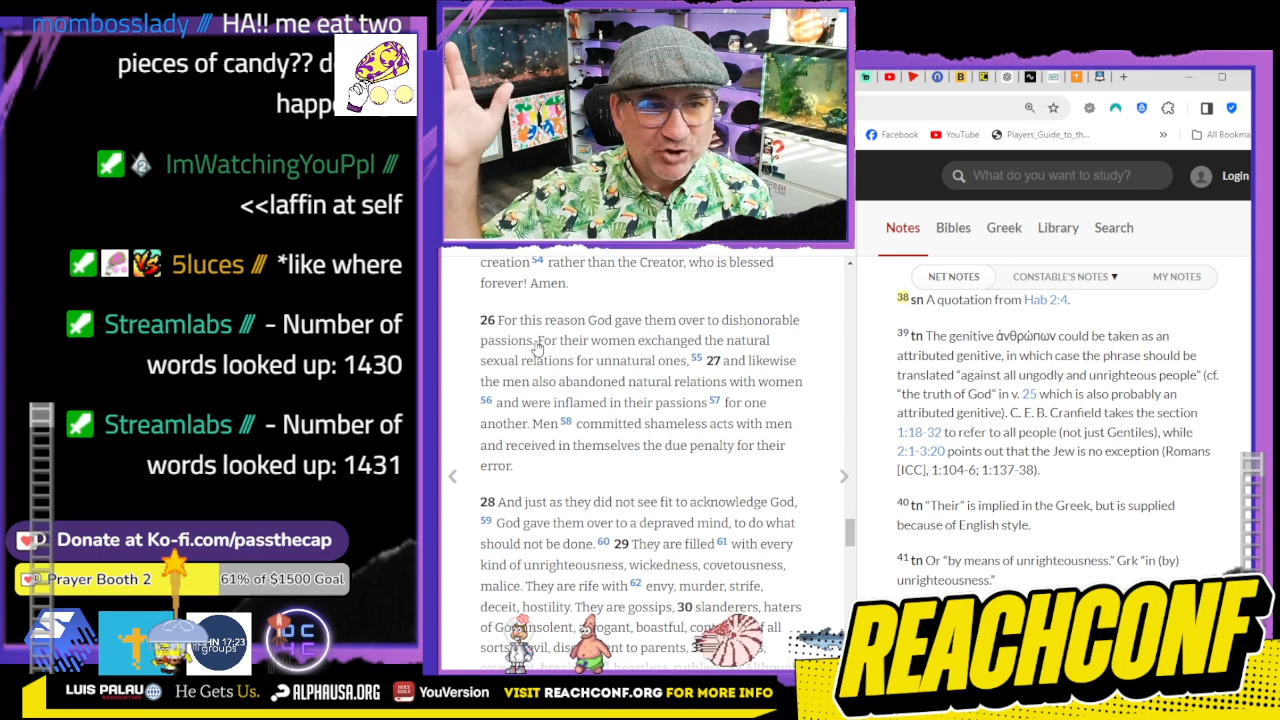 mombosslady /// HA!! me eat two
pieces of candy??
ImWatchingYouPpl ///
<<laffin at self
5luces /// *like where
Streamlabs /// - Number of
words looked up: 1430
Streamlabs /// - Number of
words looked up: 1431
Donate at Ko-fi.com/passthecap
Prayer Booth 2
61% of $1500 Goal
17:23
groups
creation 54 rather than the Creator, who is blessed
forever! Amen.
26 For this reason God gave them over to dishonorable
passions. For their women exchanged the natural
sexual relations for unnatural ones, 55 27 and likewise
the men also abandoned natural relations with women
56 and were inflamed in their passions 57 for one
another. Men 58 committed shameless acts with men
and received in themselves the due penalty for their
error.
28 And just as they did not see fit to acknowledge God,
59 God gave them over to a depraved mind, to do what
should not be done. 60 29 They are filled 61 with every
kind of unrighteousness, wickedness, covetousness,
malice. They are rife with 62 envy, murder, strife,
deceit, hostility. They are gossips, 30 slanderers, haters
of God, insolent, arrogant, boastful, of all
sorts to parents,
Facebook
YouTube
Players_Guide_to_th...
»
All Bookma
What do you want to study?
Login
Notes
Bibles
Greek
Library
Search
NET NOTES
CONSTABLE'S NOTES ▼
MY NOTES
38 sn A quotation from Hab 2:4.
39 tn The genitive ἀνθρώπων could be taken as an
attributed genitive, in which case the phrase should be
translated “against all ungodly and unrighteous people” (cf.
“the truth of God” in v. 25 which is also probably an
attributed genitive). C. E. B. Cranfield takes the section
1:18-32 to refer to all people (not just Gentiles), while
2:1-3:20 points out that the Jew is no exception (Romans
[ICC], 1:104-6; 1:137-38).
40 tn “Their” is implied in the Greek, but is supplied
because of English style.
41 tn Or “by means of unrighteousness.” Grk “in (by)
unrighteousness.”
REACHCONF
LUIS PALAU
He Gets Us.
ALPHAUSA.ORG
HOLY BIBLE
YouVersion
VISIT REACHCONF.ORG FOR MORE INFO